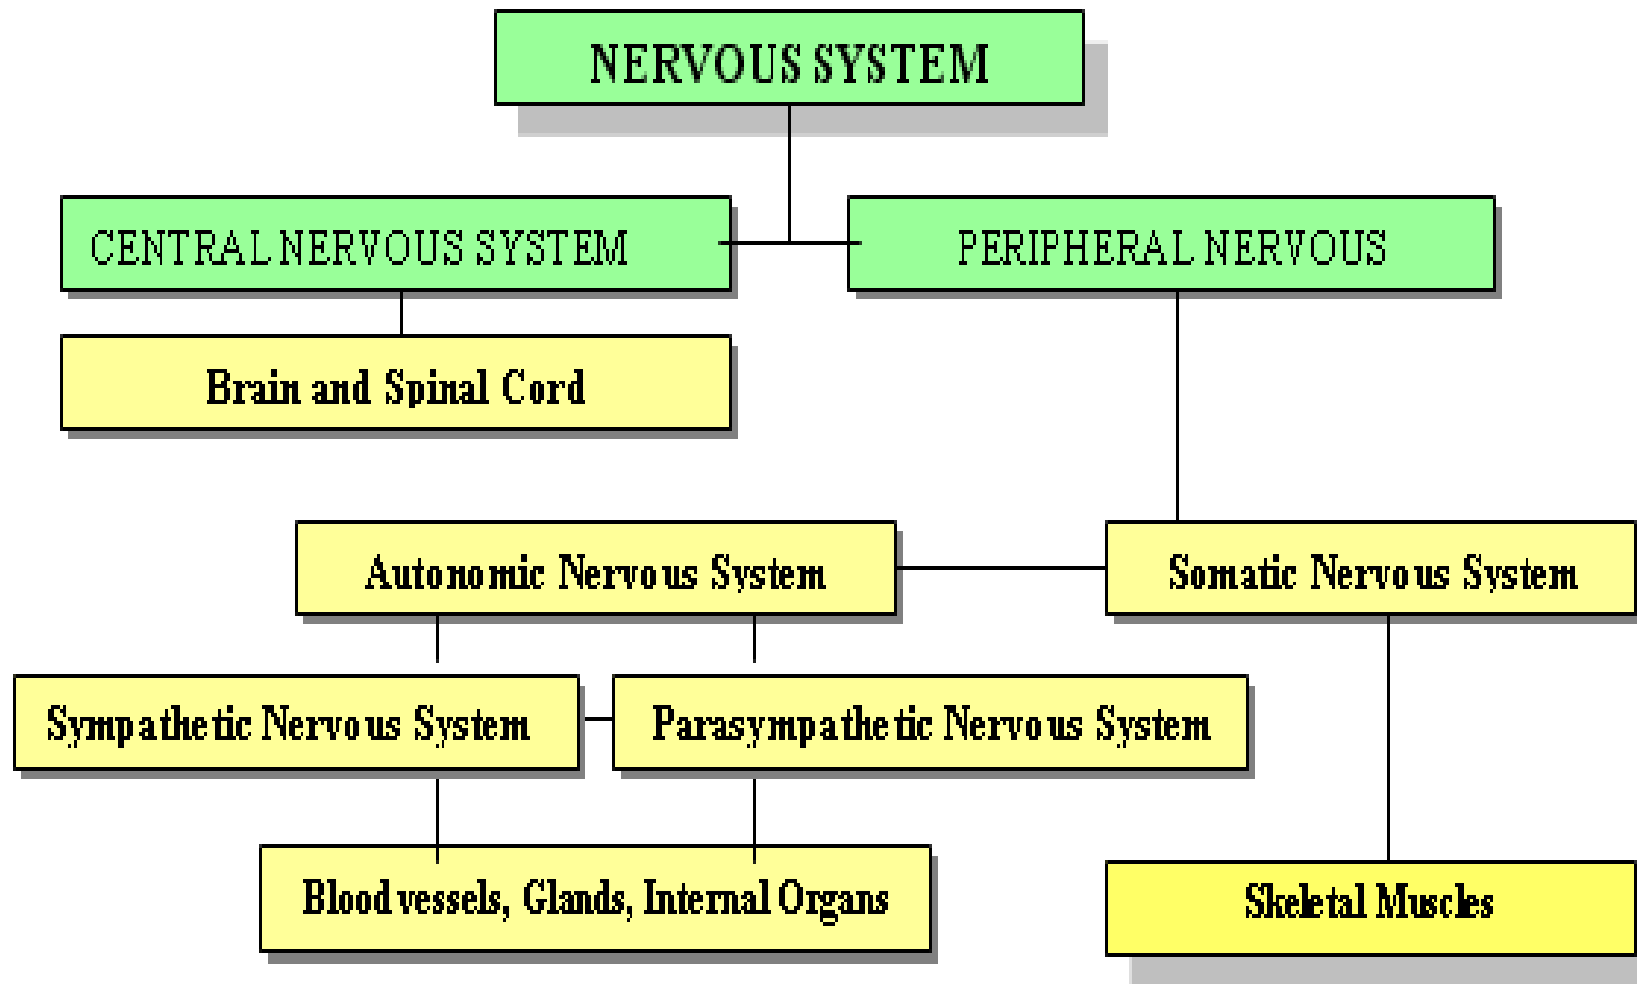 NERVOUS SYSTEM
CENTRAL NERVOUS SYSTEM
PERIPHERAL NERVOUS
Brain and Spinal Cord
Autonomic Nervous System
Somatic Nervous System
Sympathetic Nervous System
Parasympathetic Nervous System
Blood vessels, Glands, Internal Organs
Skeletal Muscles